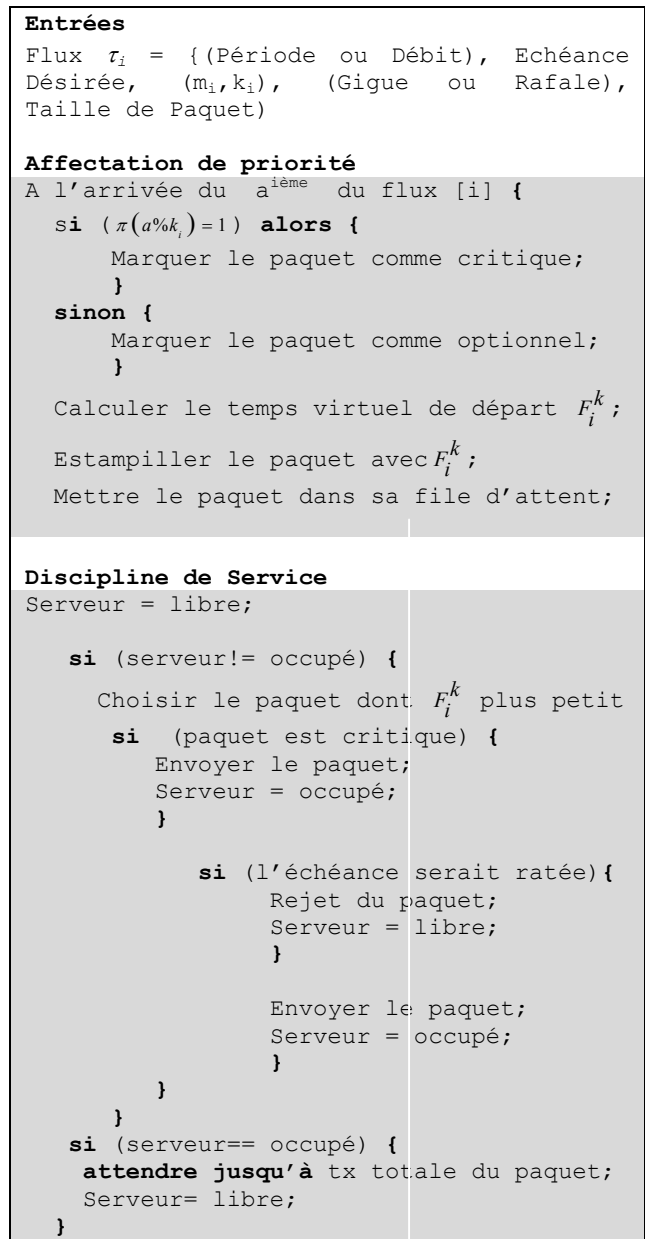 Entrées
Flux τi = {(Période ou Débit), Echéance
Désirée, (mi,ki), (Gigue ou Rafale),
Taille de Paquet)
Affectation de priorité
A l'arrivée du a^ième du flux [i] {
si (π(a%ki)=1) alors {
Marquer le paquet comme critique;
}
sinon {
Marquer le paquet comme optionnel;
}
Calculer le temps virtuel de départ F_i^k;
Estampiller le paquet avec F_i^k;
Mettre le paquet dans sa file d'attent;
Discipline de Service
Serveur = libre;
si (serveur!= occupé) {
Choisir le paquet dont F_i^k plus petit
si (paquet est critique) {
Envoyer le paquet;
Serveur = occupé;
}
si (l'échéance serait ratée){
Rejet du paquet;
Serveur = libre;
}
Envoyer le paquet;
Serveur = occupé;
}
}
}
si (serveur== occupé) {
attendre jusqu'à tx totale du paquet;
Serveur= libre;
}